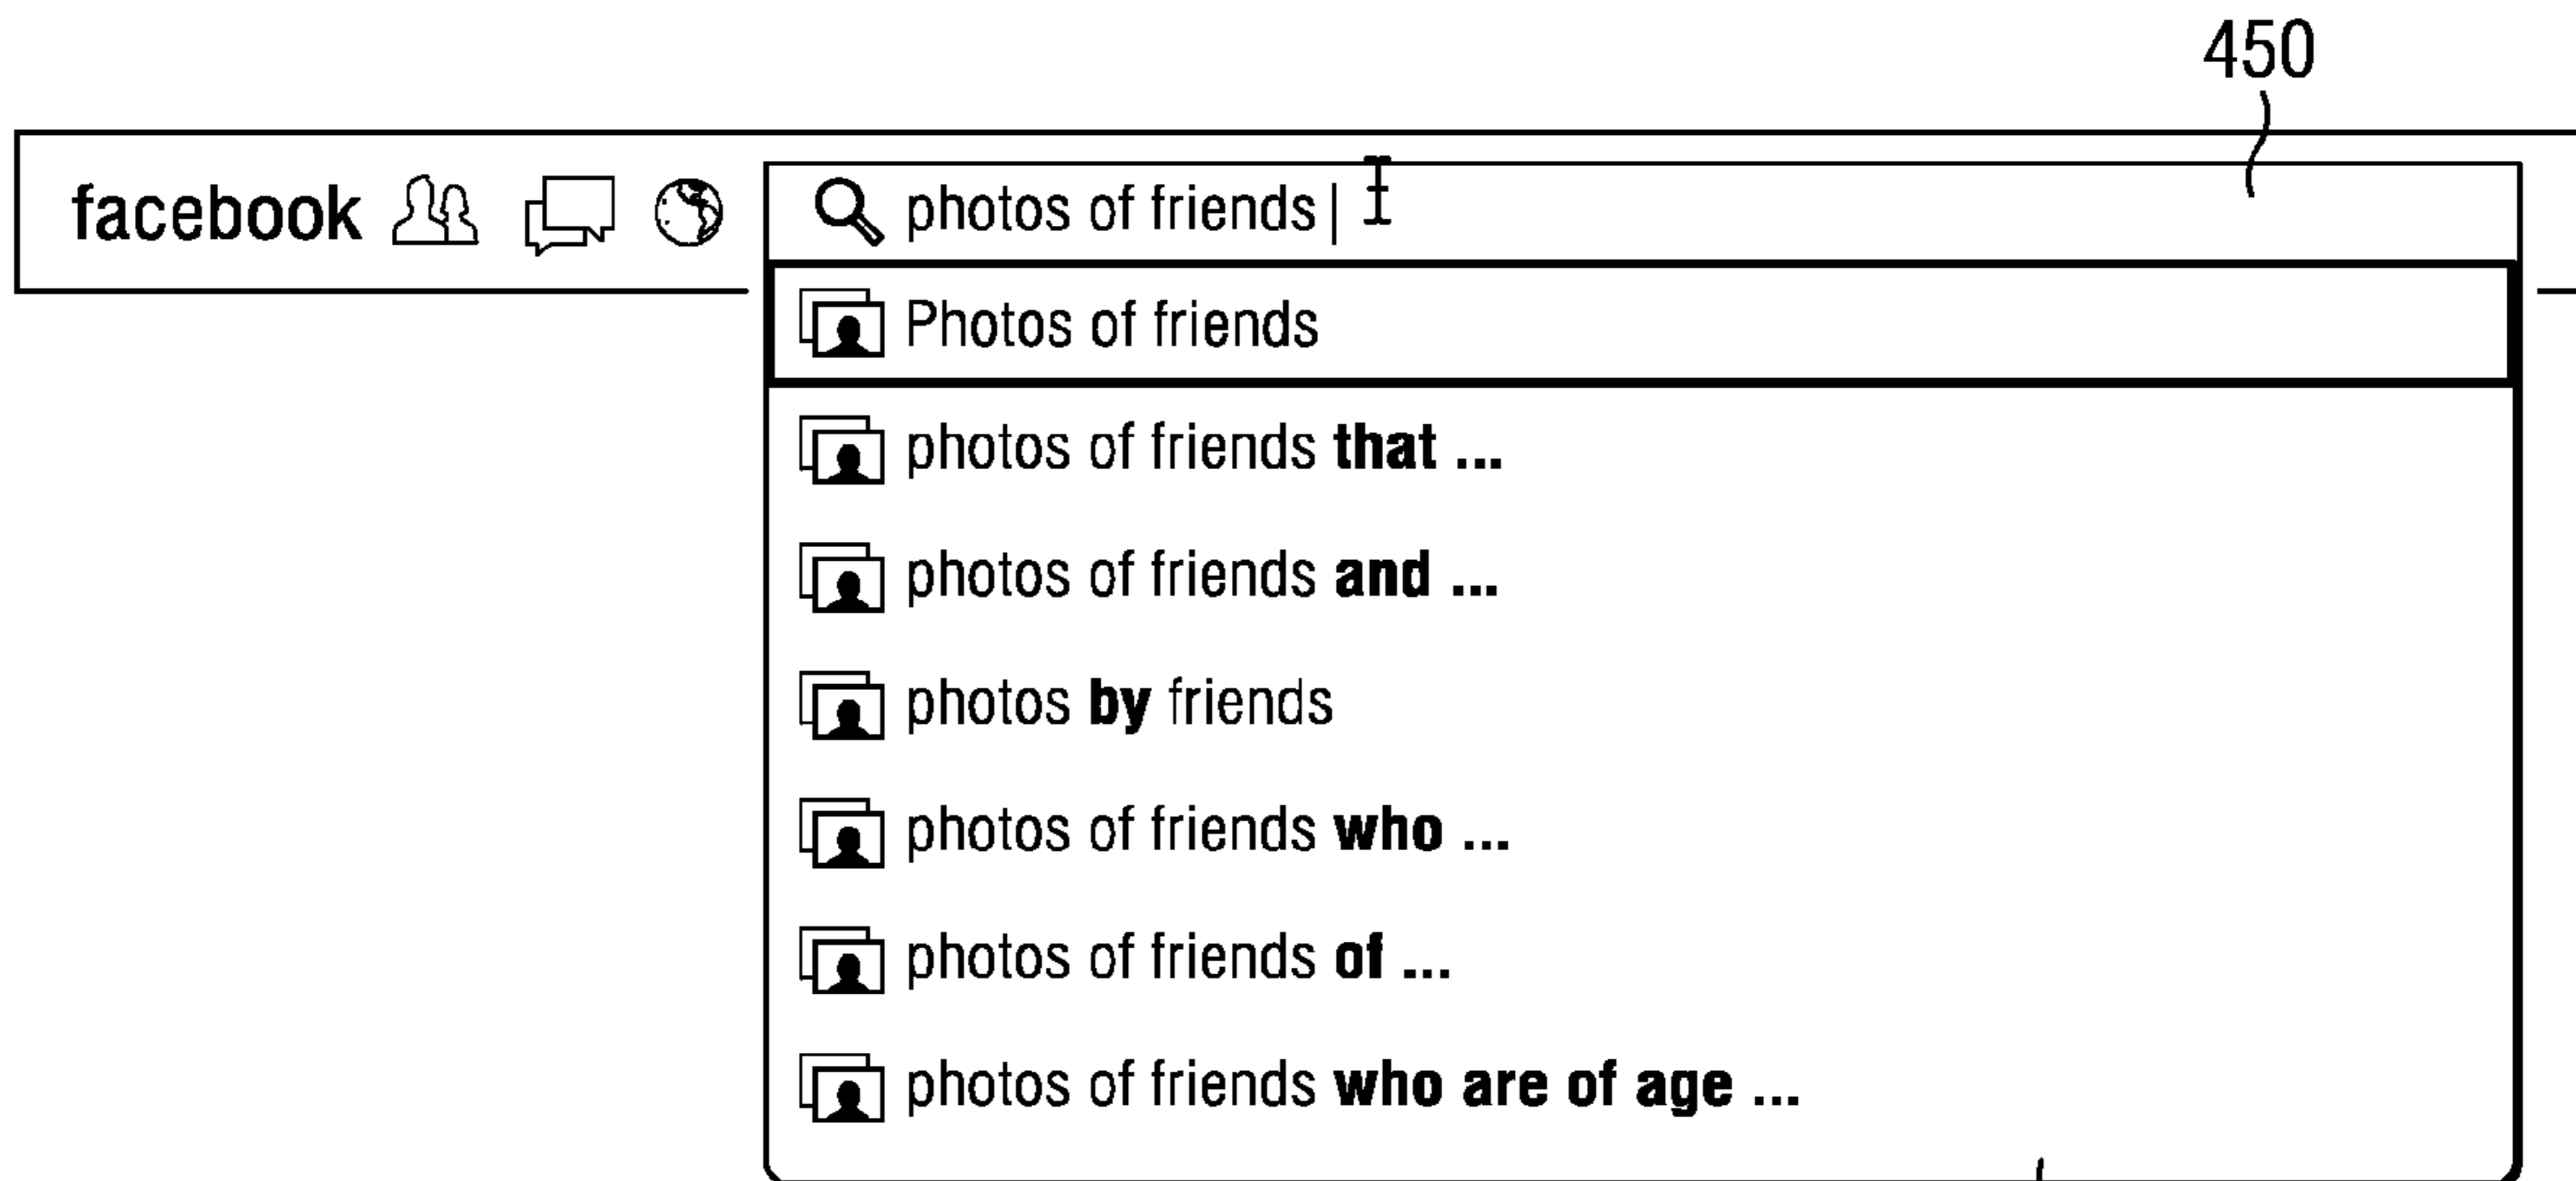 450
facebook photos of friends
Photos of friends
photos of friends that ...
photos of friends and ...
photos by friends
photos of friends who ...
photos of friends of ...
photos of friends who are of age ...